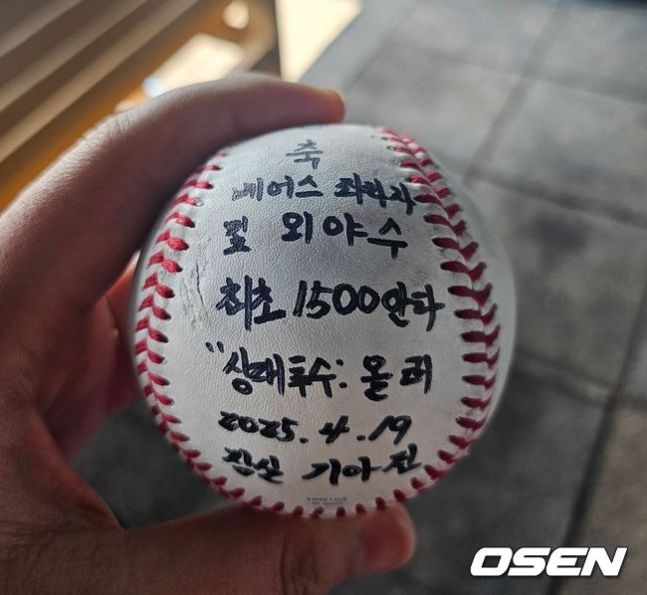 축
베어스 좌타자
및 외야수
최초 1500안타
"상대투수: 올러
2025.4.19
잠실 기아전
OSEN